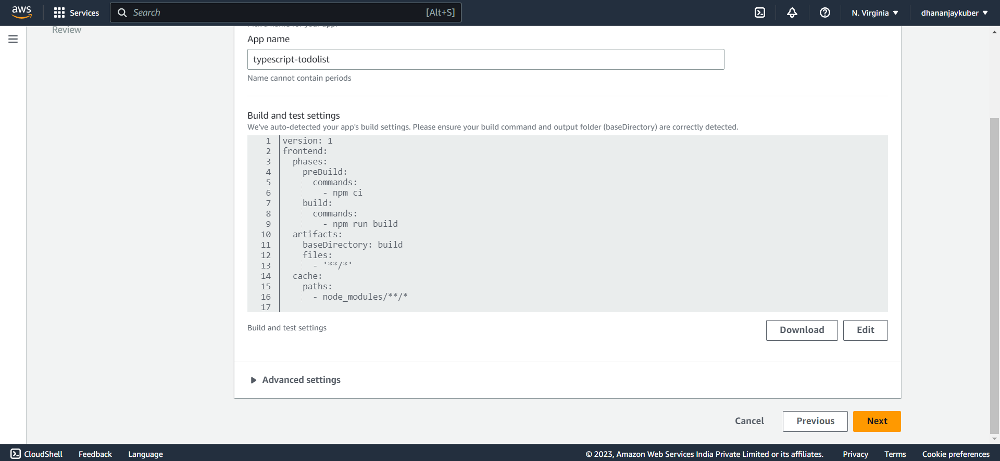 aws
Services
Search [Alt+S]
N. Virginia
dhananjaykuber
Review
Pick a name for your app.
App name
typescript-todolist
Name cannot contain periods
Build and test settings
We've auto-detected your app's build settings. Please ensure your build command and output folder (baseDirectory) are correctly detected.
1 version: 1
2 frontend:
3 phases:
4 preBuild:
5 commands:
6 - npm ci
7 build:
8 commands:
9 - npm run build
10 artifacts:
11 baseDirectory: build
12 files:
13 - '**/*'
14 cache:
15 paths:
16 - node_modules/**/*
17
Build and test settings
Download
Edit
Advanced settings
Cancel
Previous
Next
CloudShell
Feedback
Language
© 2023, Amazon Web Services India Private Limited or its affiliates.
Privacy
Terms
Cookie preferences